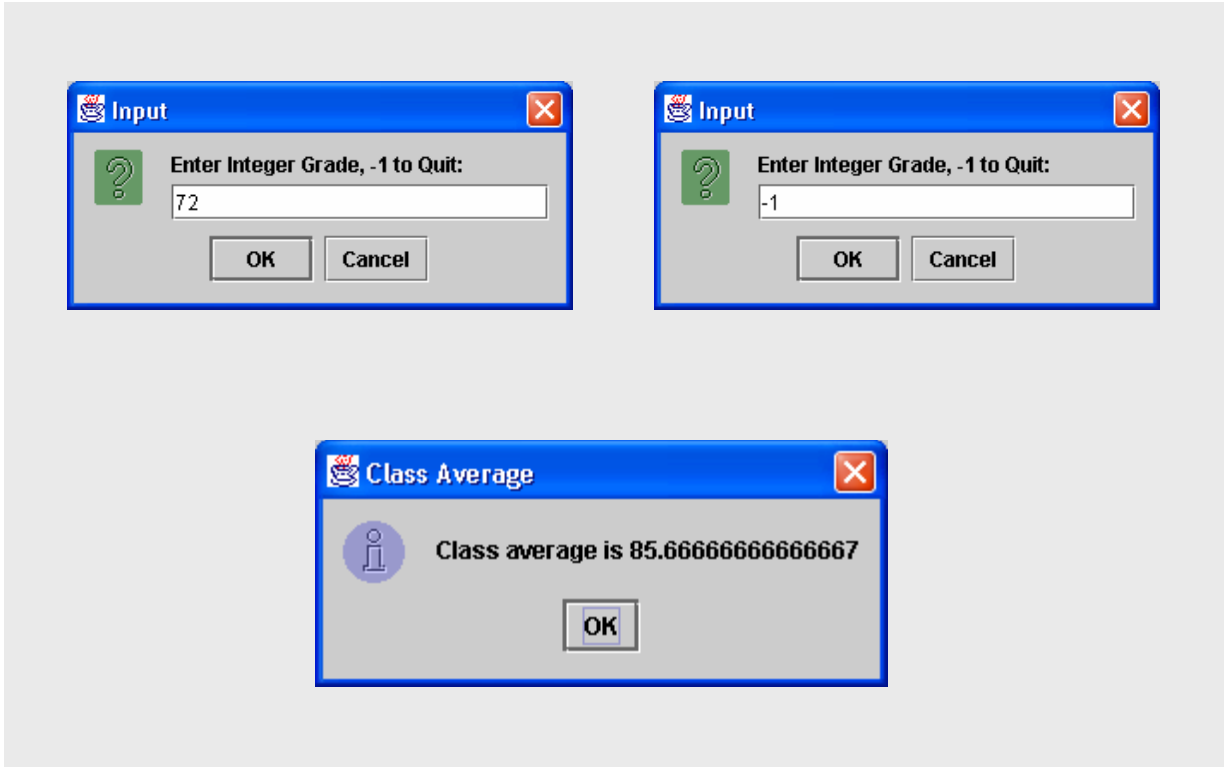 Input
Enter Integer Grade, -1 to Quit:
72
OK Cancel
Input
Enter Integer Grade, -1 to Quit:
-1
OK Cancel
Class Average
Class average is 85.66666666666667
OK